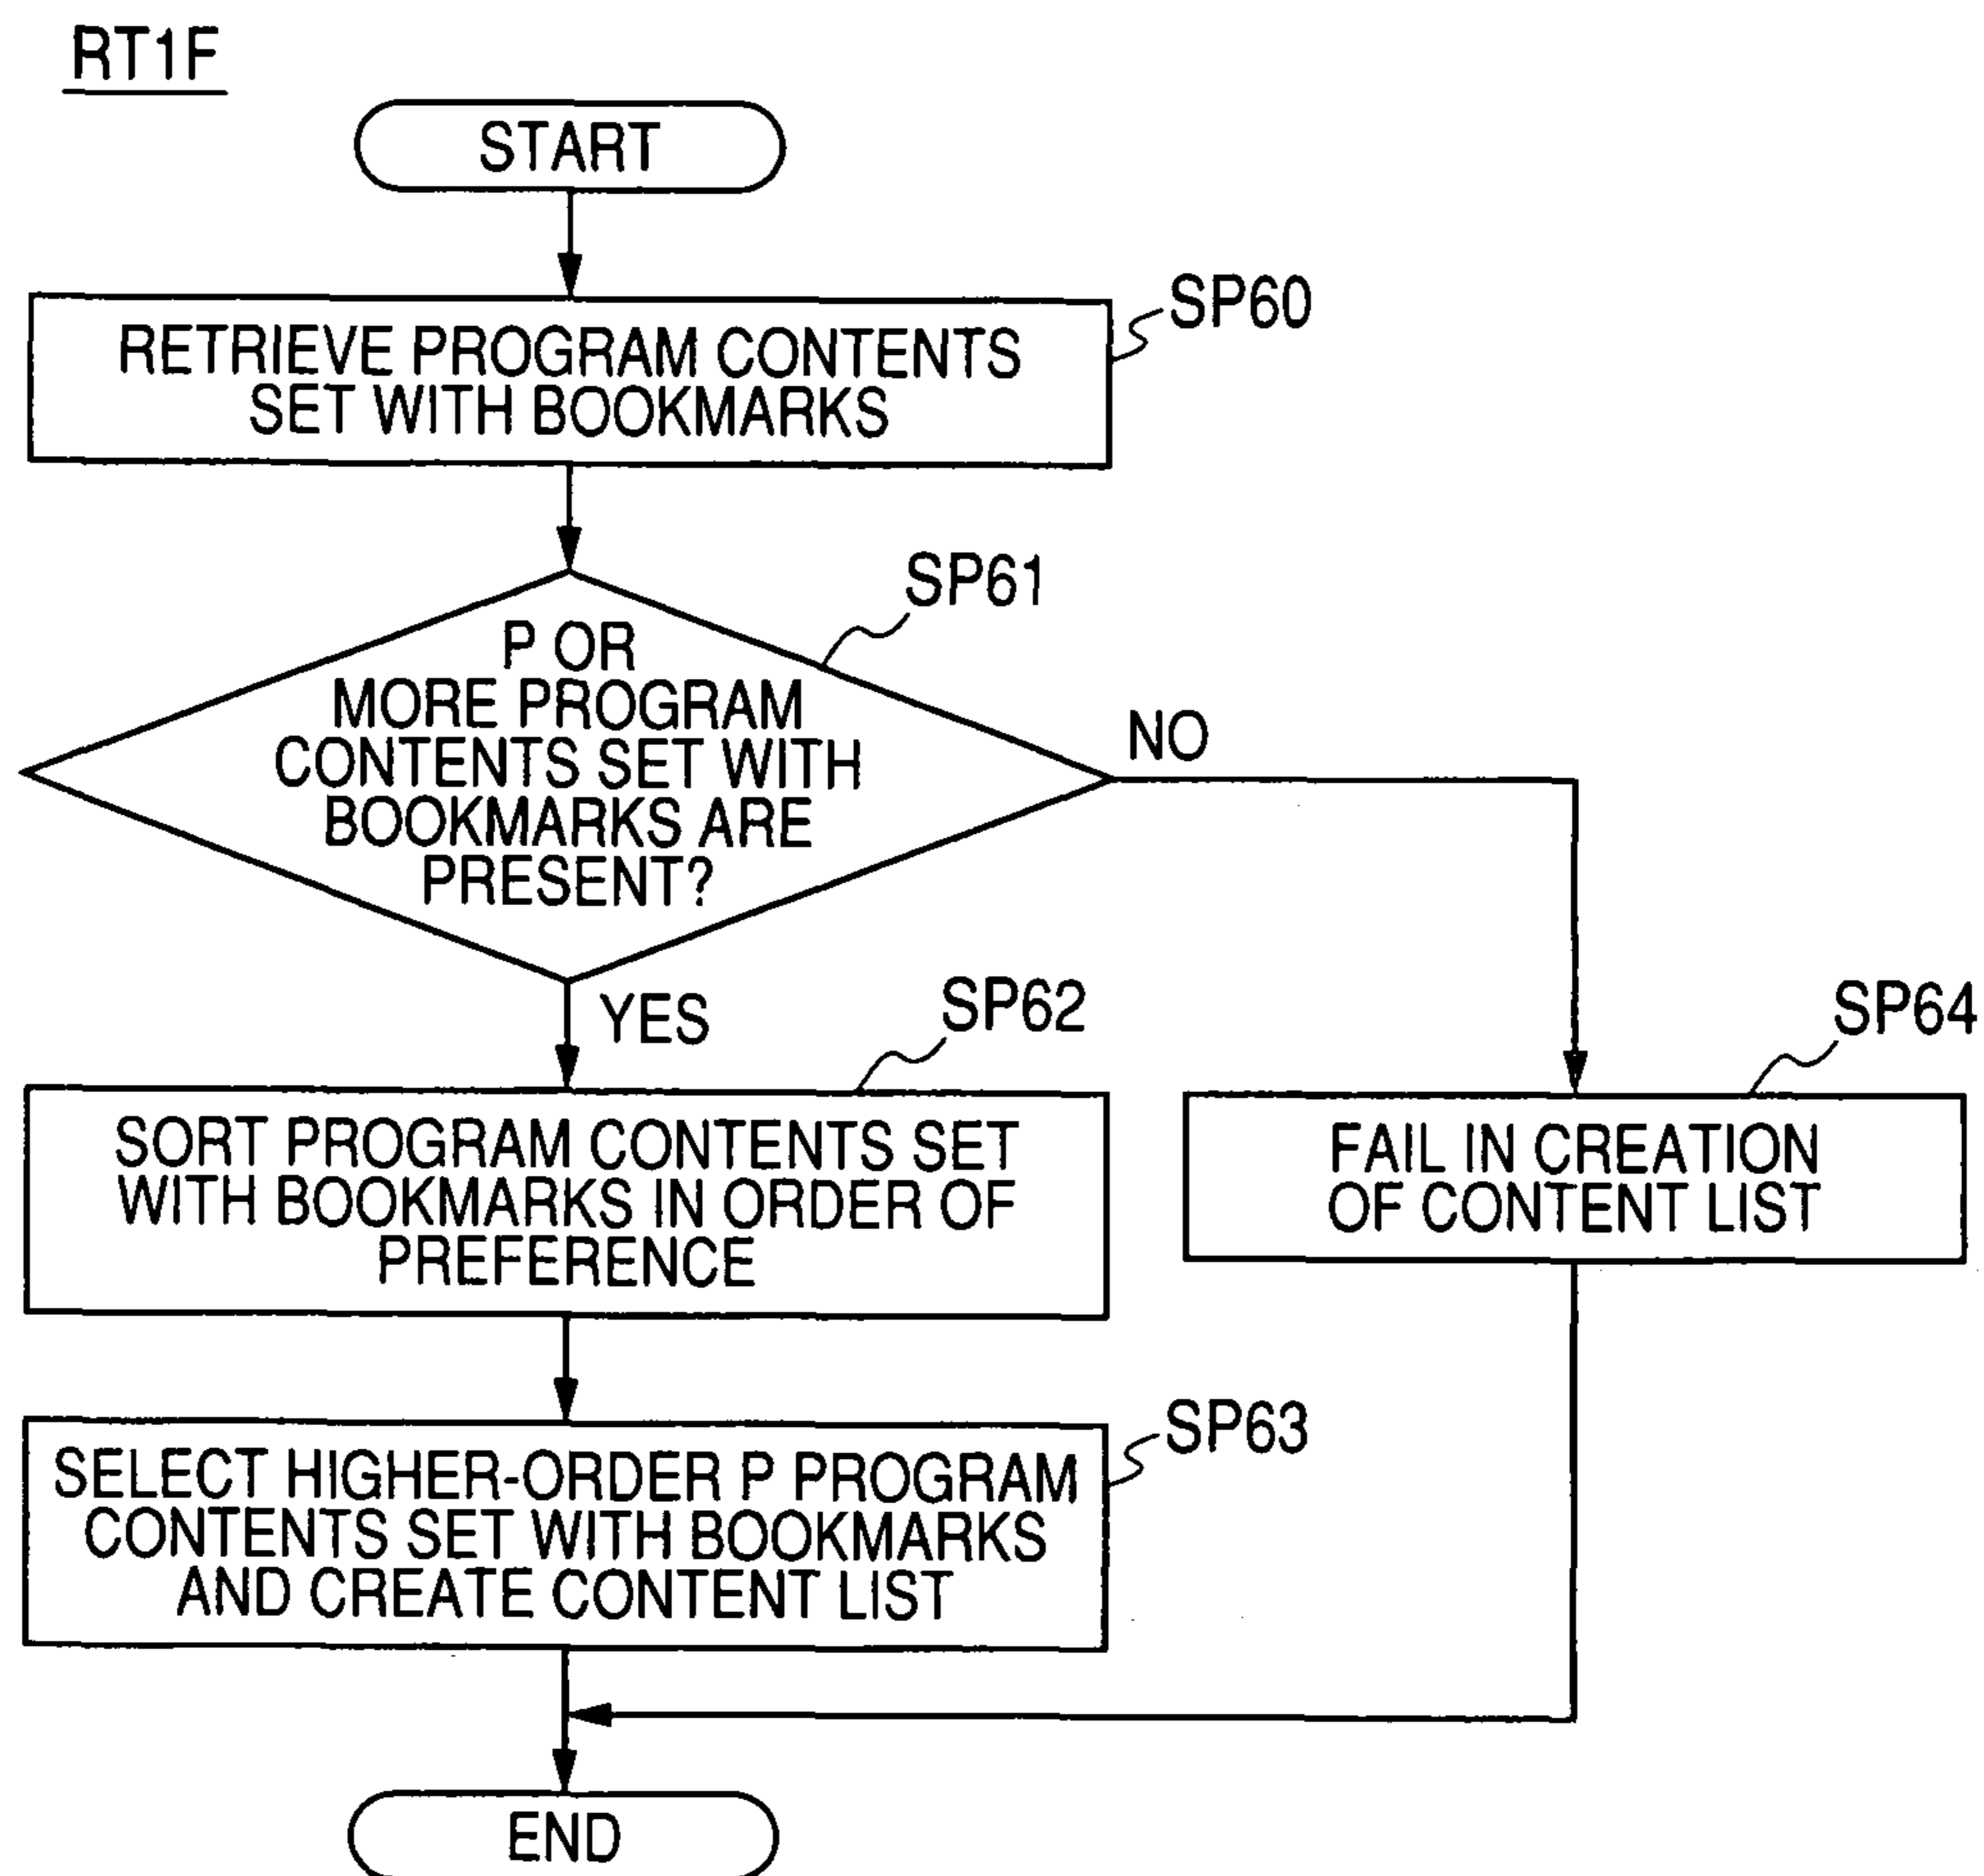 RT1F
START
SP60
RETRIEVE PROGRAM CONTENTS
SET WITH BOOKMARKS
SP61
P OR
MORE PROGRAM
CONTENTS SET WITH
BOOKMARKS ARE
PRESENT?
NO
YES
SP62
SP64
SORT PROGRAM CONTENTS SET
WITH BOOKMARKS IN ORDER OF
PREFERENCE
FAIL IN CREATION
OF CONTENT LIST
SP63
SELECT HIGHER-ORDER P PROGRAM
CONTENTS SET WITH BOOKMARKS
AND CREATE CONTENT LIST
END